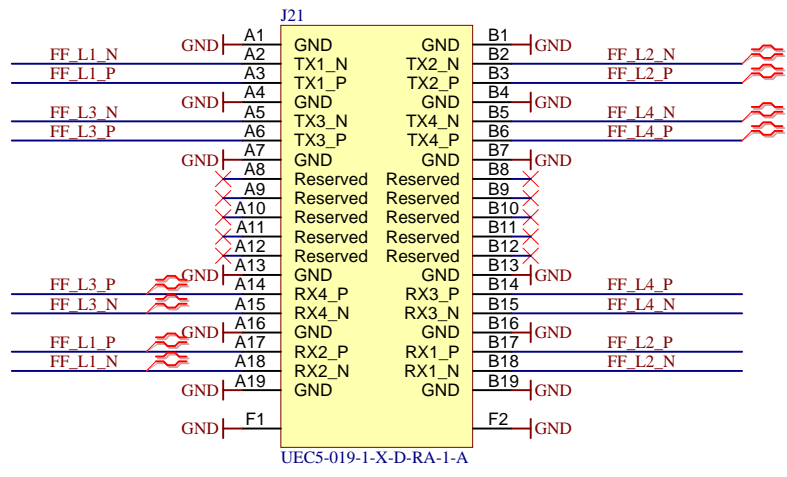 J21
GND A1 GND GND B1 GND
FF_L1_N A2 TX1_N TX2_N B2 FF_L2_N
FF_L1_P A3 TX1_P TX2_P B3 FF_L2_P
GND A4 GND GND B4 GND
FF_L3_N A5 TX3_N TX4_N B5 FF_L4_N
FF_L3_P A6 TX3_P TX4_P B6 FF_L4_P
GND A7 GND GND B7 GND
A8 Reserved Reserved B8
A9 Reserved Reserved B9
A10 Reserved Reserved B10
A11 Reserved Reserved B11
A12 Reserved Reserved B12
GND A13 GND GND B13 GND
FF_L3_P A14 RX4_P RX3_P B14 FF_L4_P
FF_L3_N A15 RX4_N RX3_N B15 FF_L4_N
GND A16 GND GND B16 GND
FF_L1_P A17 RX2_P RX1_P B17 FF_L2_P
FF_L1_N A18 RX2_N RX1_N B18 FF_L2_N
GND A19 GND GND B19 GND
GND F1 F2 GND
UEC5-019-1-X-D-RA-1-A